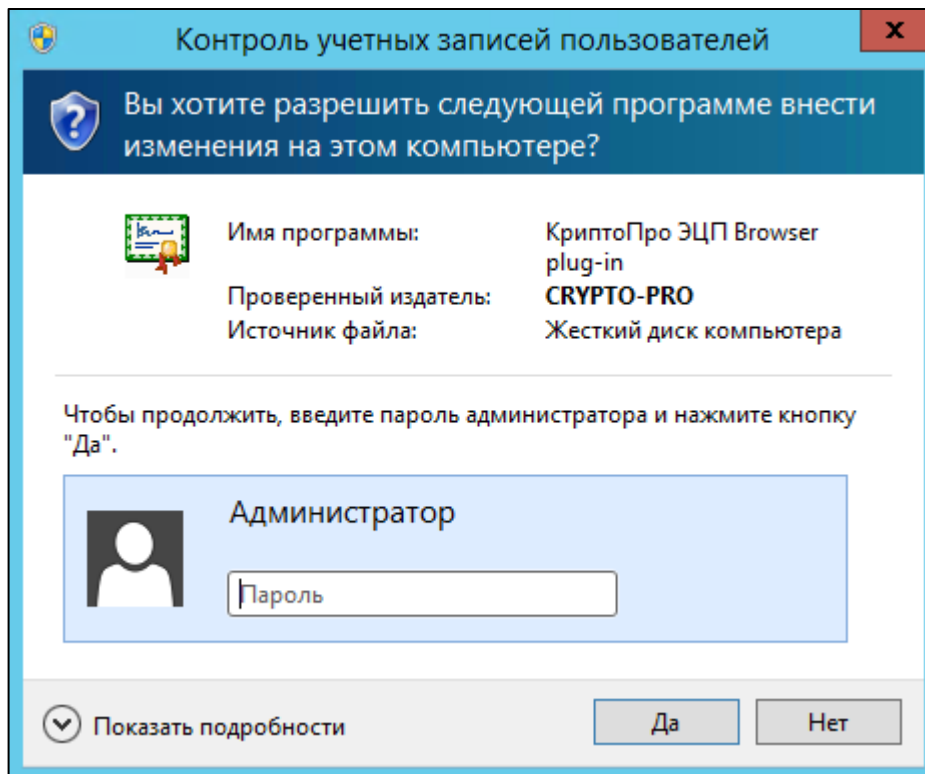 Контроль учетных записей пользователей
x
Вы хотите разрешить следующей программе внести
изменения на этом компьютере?
Имя программы: КриптоПро ЭЦП Browser
plug-in
Проверенный издатель: CRYPTO-PRO
Источник файла: Жесткий диск компьютера
Чтобы продолжить, введите пароль администратора и нажмите кнопку
"Да".
Администратор
Пароль
Показать подробности
Да
Нет